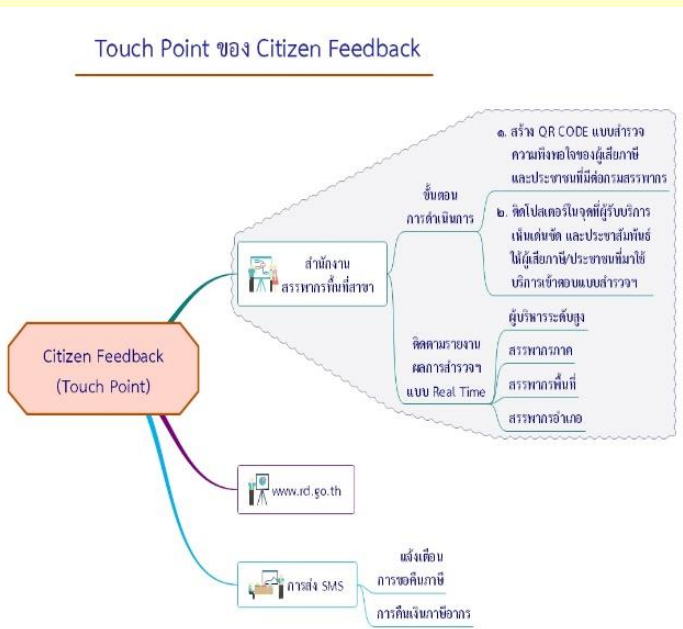 Touch Point ของ Citizen Feedback
๑. สร้าง QR CODE แบบสำรวจ
ความพึงพอใจของผู้เสียภาษี
และประชาชนที่มีต่อกรมสรรพากร
ขั้นตอน
การดำเนินการ
๒. ติดโปสเตอร์ในจุดที่ผู้รับบริการ
เห็นเด่นชัด และประชาสัมพันธ์
ให้ผู้เสียภาษี/ประชาชนที่มาใช้
บริการเข้าตอบแบบสำรวจฯ
สำนักงาน
สรรพากรพื้นที่สาขา
ติดตามรายงาน
ผลการสำรวจฯ
แบบ Real Time
ผู้บริหารระดับสูง
สรรพากรภาค
สรรพากรพื้นที่
สรรพากรอำเภอ
Citizen Feedback
(Touch Point)
www.rd.go.th
การส่ง SMS
แจ้งเตือน
การขอคืนภาษี
การคืนเงินภาษีอากร